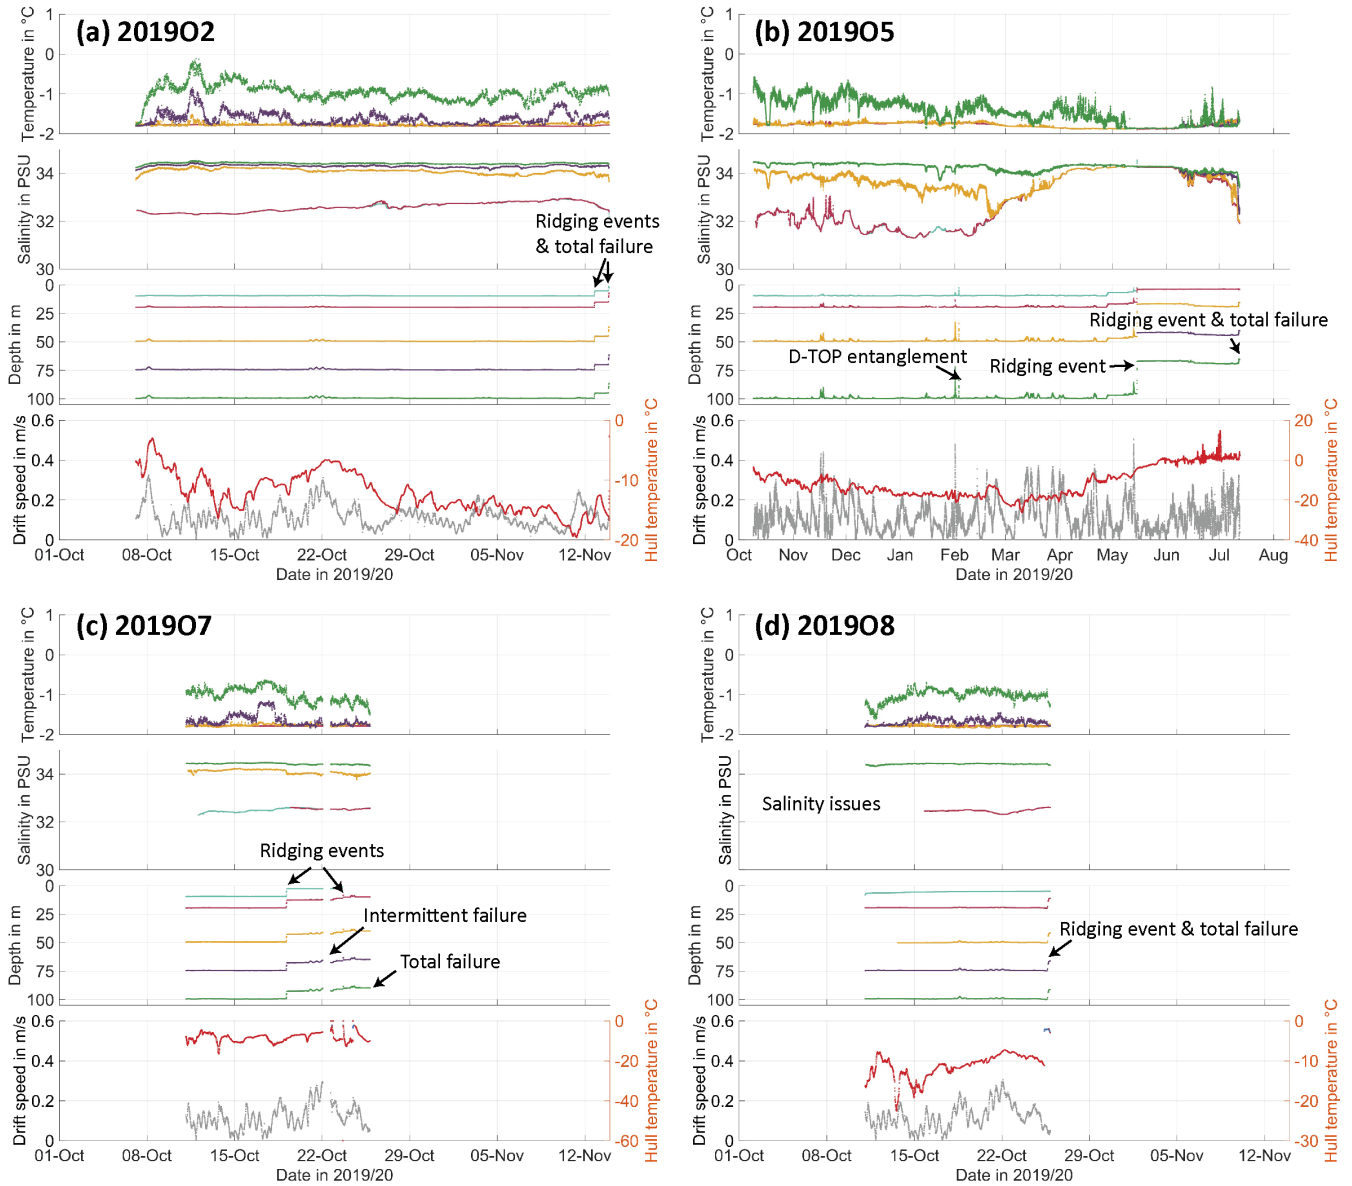 (a) 2019O2
Temperature in °C
1
0
-1
-2
Salinity in PSU
34
32
30
Ridging events
& total failure
Depth in m
0
25
50
75
100
Drift speed in m/s
0.6
0.4
0.2
0
Hull temperature in °C
0
-10
-20
01-Oct 08-Oct 15-Oct 22-Oct 29-Oct 05-Nov 12-Nov
Date in 2019/20
(b) 2019O5
Temperature in °C
1
0
-1
-2
Salinity in PSU
34
32
30
Depth in m
0
25
50
75
100
Ridging event & total failure
D-TOP entanglement
Ridging event
Drift speed in m/s
0.6
0.4
0.2
0
Hull temperature in °C
20
0
-20
-40
Oct Nov Dec Jan Feb Mar Apr May Jun Jul Aug
Date in 2019/20
(c) 2019O7
Temperature in °C
1
0
-1
-2
Salinity in PSU
34
32
30
Ridging events
Depth in m
0
25
50
75
100
Intermittent failure
Total failure
Drift speed in m/s
0.6
0.4
0.2
0
Hull temperature in °C
0
-20
-40
-60
01-Oct 08-Oct 15-Oct 22-Oct 29-Oct 05-Nov 12-Nov
Date in 2019/20
(d) 2019O8
Temperature in °C
1
0
-1
-2
Salinity in PSU
34
32
30
Salinity issues
Depth in m
0
25
50
75
100
Ridging event & total failure
Drift speed in m/s
0.6
0.4
0.2
0
Hull temperature in °C
0
-10
-20
-30
01-Oct 08-Oct 15-Oct 22-Oct 29-Oct 05-Nov 12-Nov
Date in 2019/20